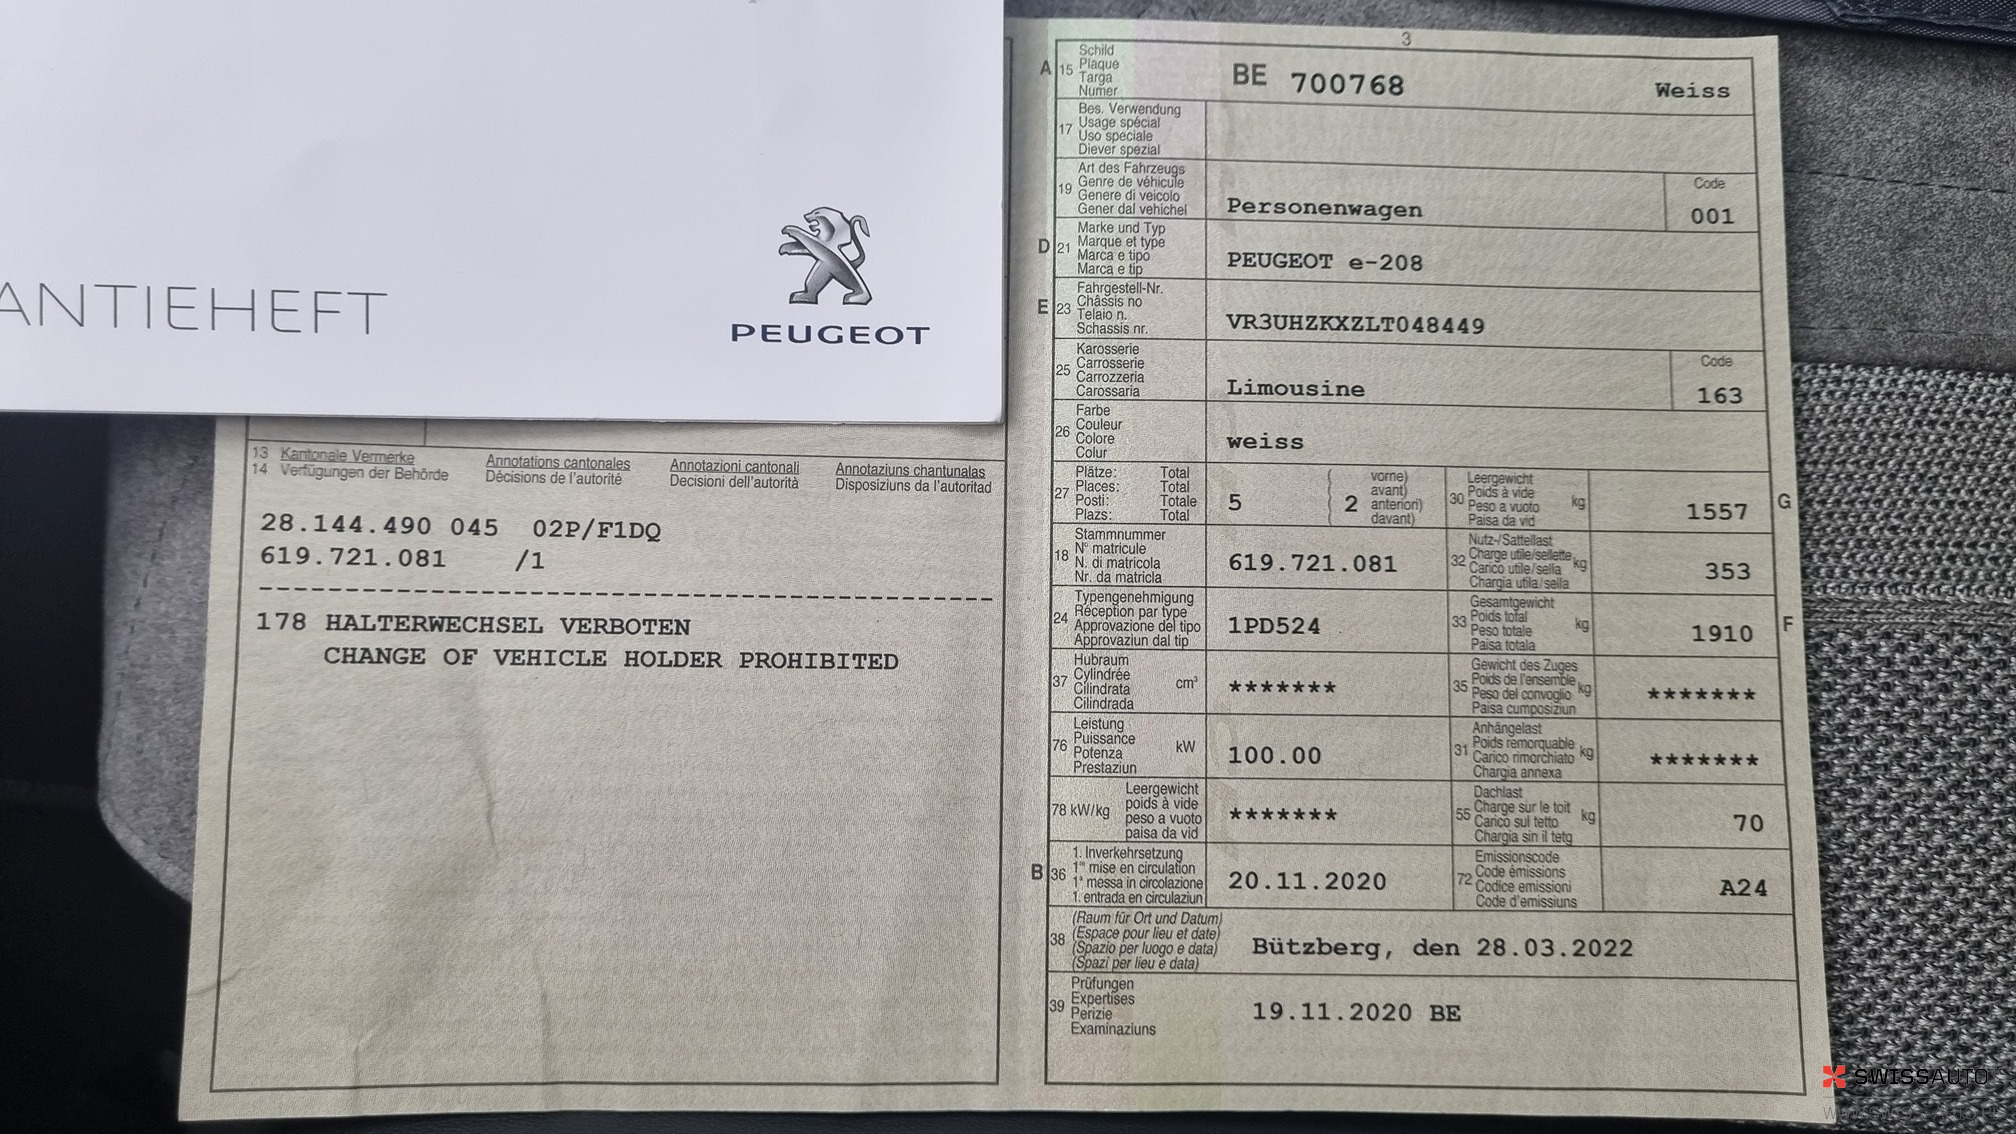 ANTIEHEFT
PEUGEOT
13 Kantonale Vermerke Annotations cantonales Annotazioni cantonali Annotaziuns chantunalas
14 Verfügungen der Behörde Décisions de l'autorité Decisioni dell'autorità Disposiziuns da l'autoritad
28.144.490 045 02P/F1DQ
619.721.081 /1
178 HALTERWECHSEL VERBOTEN
CHANGE OF VEHICLE HOLDER PROHIBITED
3
A 15 Schild
Plaque
Targa
Numer
BE 700768 Weiss
17 Bes. Verwendung
Usage spécial
Uso speciale
Diever spezial
19 Art des Fahrzeugs
Genre de véhicule
Genere di veicolo
Gener dal vehichel
Personenwagen
Code
001
D 21 Marke und Typ
Marque et type
Marca e tipo
Marca e tip
PEUGEOT e-208
E 23 Fahrgestell-Nr.
Châssis no
Telaio n.
Schassis nr.
VR3UHZKXZLT048449
25 Karosserie
Carrosserie
Carrozzeria
Carossaria
Limousine
Code
163
26 Farbe
Couleur
Colore
Colur
weiss
27 Plätze: Total
Places: Total
Posti: Totale
Plazs: Total
5 ( 2
vorne)
avant)
anteriori)
davant)
30 Leergewicht
Poids à vide
Peso a vuoto
Paisa da vid
kg
1557 G
18 Stammnummer
N° matricule
N. di matricola
Nr. da matricla
619.721.081
32 Nutz-/Sattellast
Charge utile/sellette
Carico utile/sella
Chargia utila/sella
kg
353
24 Typengenehmigung
Réception par type
Approvazione del tipo
Approvaziun dal tip
1PD524
33 Gesamtgewicht
Poids total
Peso totale
Paisa totala
kg
1910 F
37 Hubraum
Cylindrée
Cilindrata
Cilindrada
cm³
*******
35 Gewicht des Zuges
Poids de l'ensemble
Peso del convoglio
Paisa cumposiziun
kg
*******
76 Leistung
Puissance
Potenza
Prestaziun
kW
100.00
31 Anhängelast
Poids remorquable
Carico rimorchiato
Chargia annexa
kg
*******
78 kW/kg Leergewicht
poids à vide
peso a vuoto
paisa da vid
*******
55 Dachlast
Charge sur le toit
Carico sul tetto
Chargia sin il tetg
kg
70
B 36 1. Inverkehrsetzung
1re mise en circulation
1a messa in circolazione
1. entrada en circulaziun
20.11.2020
72 Emissionscode
Code émissions
Codice emissioni
Code d'emissiuns
A24
38 (Raum für Ort und Datum)
(Espace pour lieu et date)
(Spazio per luogo e data)
(Spazi per lieu e data)
Bützberg, den 28.03.2022
39 Prüfungen
Expertises
Perizie
Examinaziuns
19.11.2020 BE
SWISSAUTO